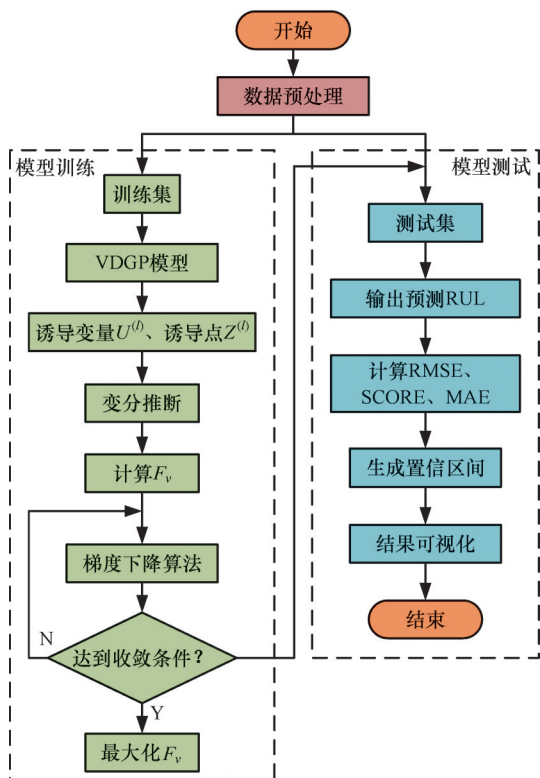 开始
数据预处理
模型训练
训练集
VDGP模型
诱导变量U^(l)、诱导点Z^(l)
变分推断
计算F_v
梯度下降算法
N
达到收敛条件？
Y
最大化F_v
模型测试
测试集
输出预测RUL
计算RMSE、
SCORE、MAE
生成置信区间
结果可视化
结束